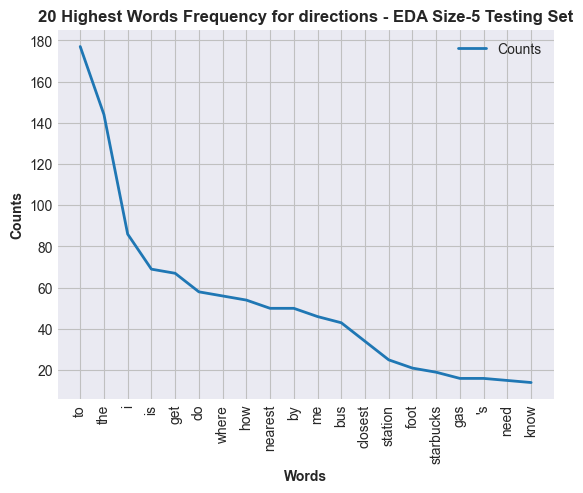 20 Highest Words Frequency for directions - EDA Size-5 Testing Set
Counts
180
160
140
120
100
80
60
40
20
Counts
to
the
i
is
get
do
where
how
nearest
by
me
bus
closest
station
foot
starbucks
gas
's
need
know
Words